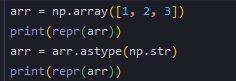 arr = np.array([1, 2, 3])
print(repr(arr))
arr = arr.astype(np.str)
print(repr(arr))